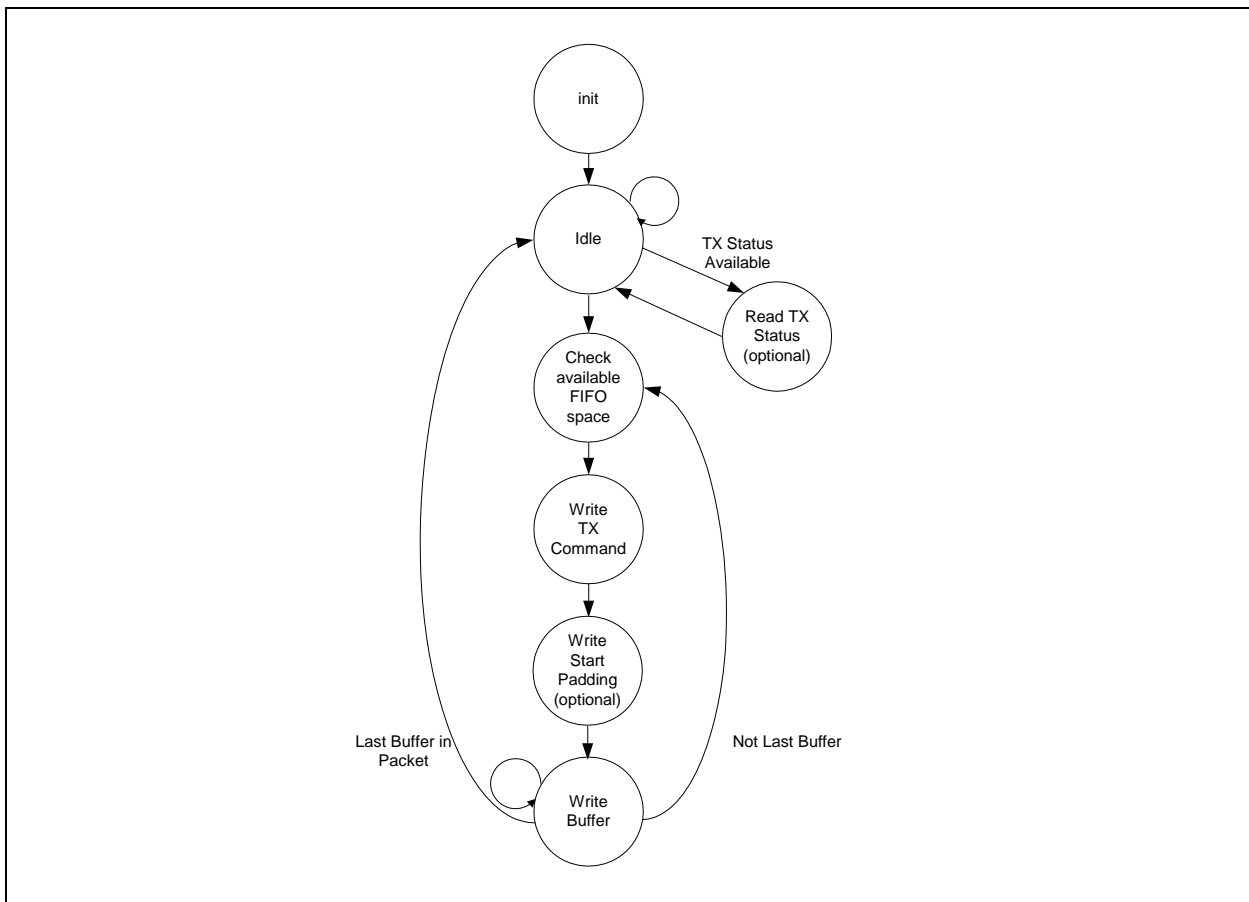 init
Idle
TX Status
Available
Read TX
Status
(optional)
Check
available
FIFO
space
Write
TX
Command
Write
Start
Padding
(optional)
Last Buffer in
Packet
Not Last Buffer
Write
Buffer